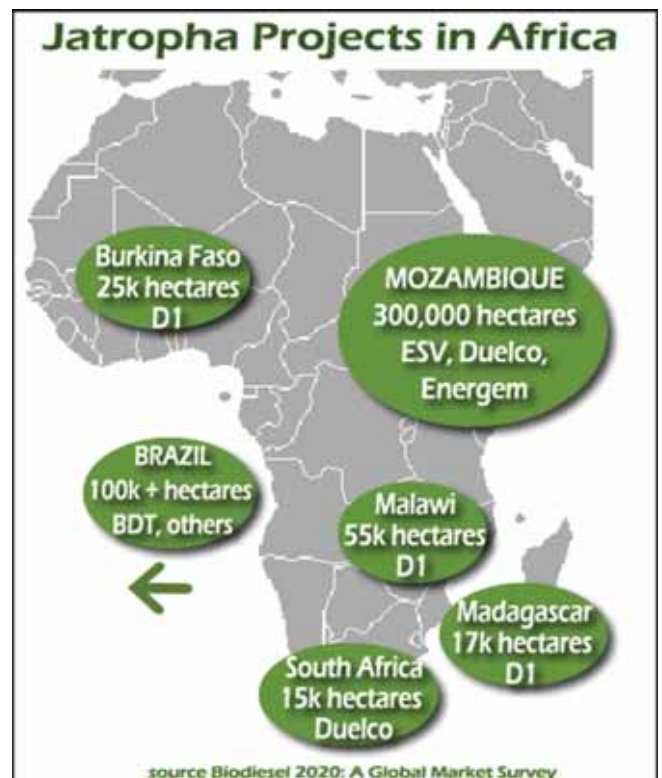 Jatropha Projects in Africa
Burkina Faso
25k hectares
D1
MOZAMBIQUE
300,000 hectares
ESV, Duelco,
Energem
BRAZIL
100k + hectares
BDT, others
Malawi
55k hectares
D1
Madagascar
17k hectares
D1
South Africa
15k hectares
Duelco
source Biodiesel 2020: A Global Market Survey